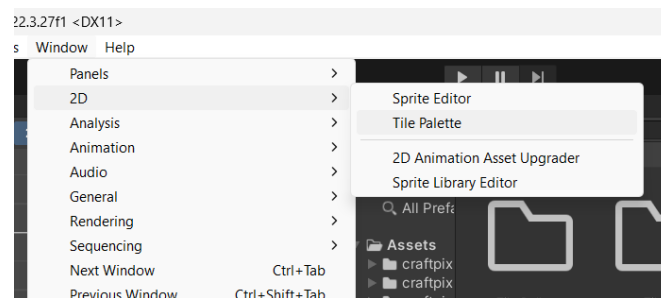 22.3.27f1 <DX11>
s Window Help
Panels
2D
Analysis
Animation
Audio
General
Rendering
Sequencing
Next Window Ctrl+Tab
Previous Window Ctrl+Shift+Tab
Sprite Editor
Tile Palette
2D Animation Asset Upgrader
Sprite Library Editor
All Prefa
Assets
craftpix
craftpix